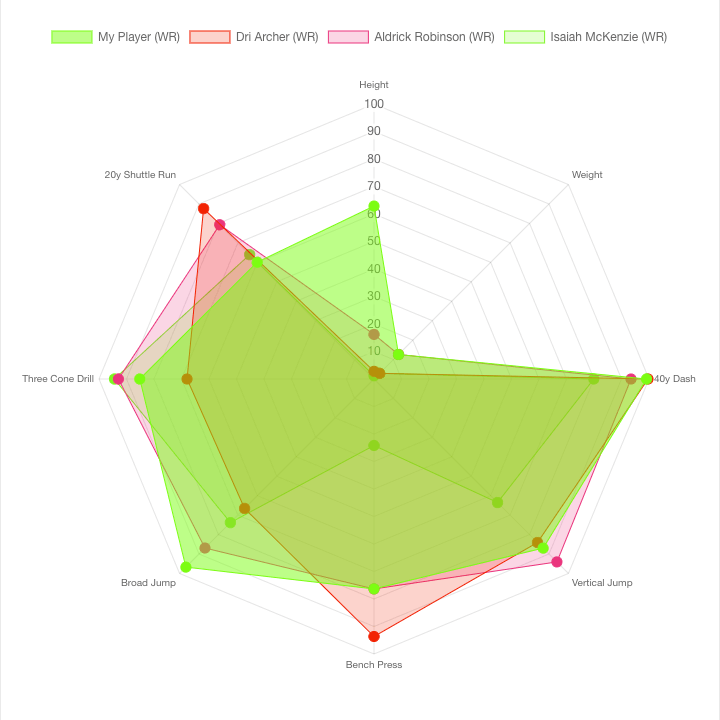 My Player (WR) Dri Archer (WR) Aldrick Robinson (WR) Isaiah McKenzie (WR)
Height
100
90
80
70
60
50
40
30
20
10
20y Shuttle Run
Weight
Three Cone Drill
40y Dash
Broad Jump
Vertical Jump
Bench Press